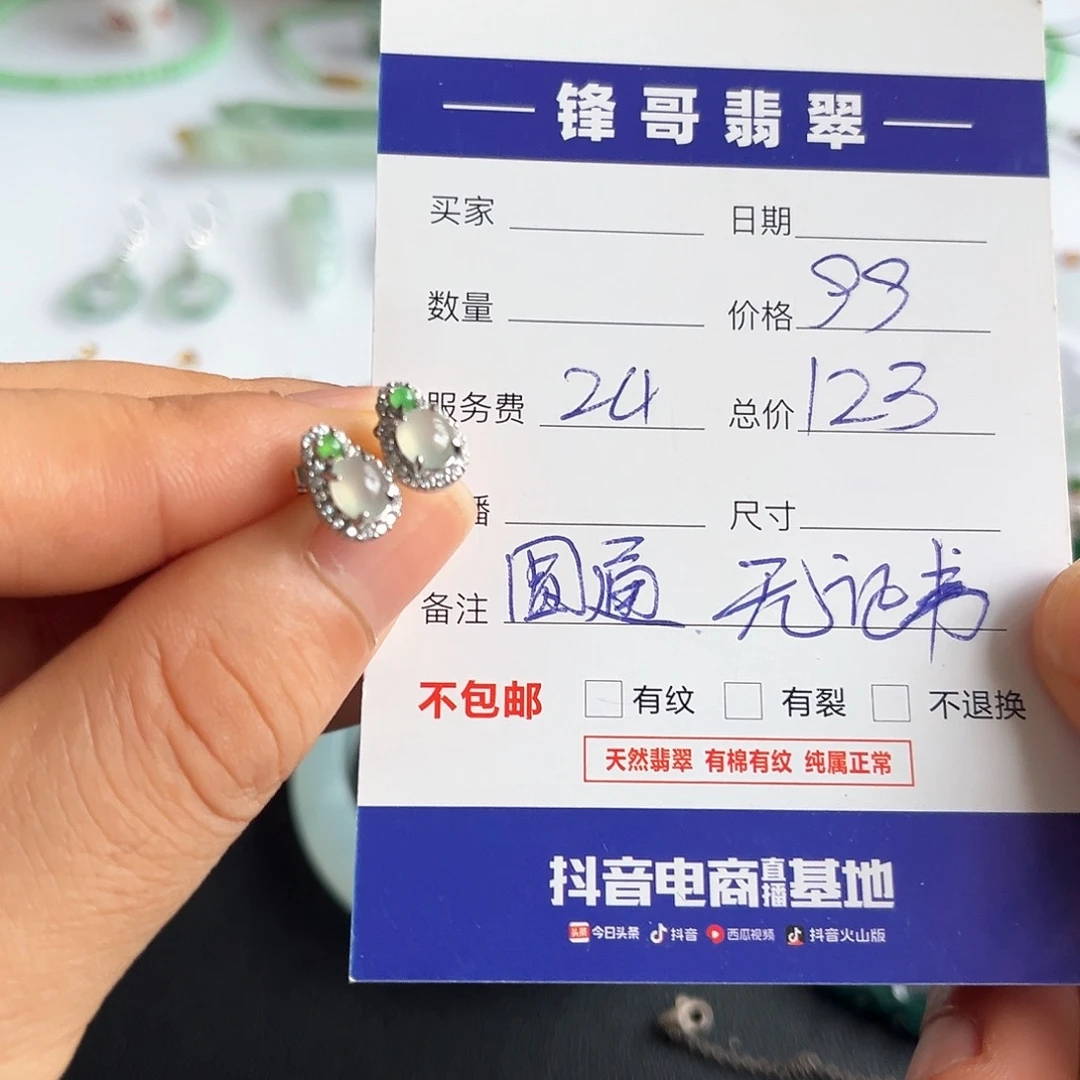 锋哥翡翠
买家 日期
数量 价格 99
服务费 24 总价 123
播 尺寸
备注 圆通 无证书
不包邮 有纹 有裂 不退换
天然翡翠 有棉有纹 纯属正常
抖音电商直播基地
头条 今日头条 抖音 西瓜视频 抖音火山版